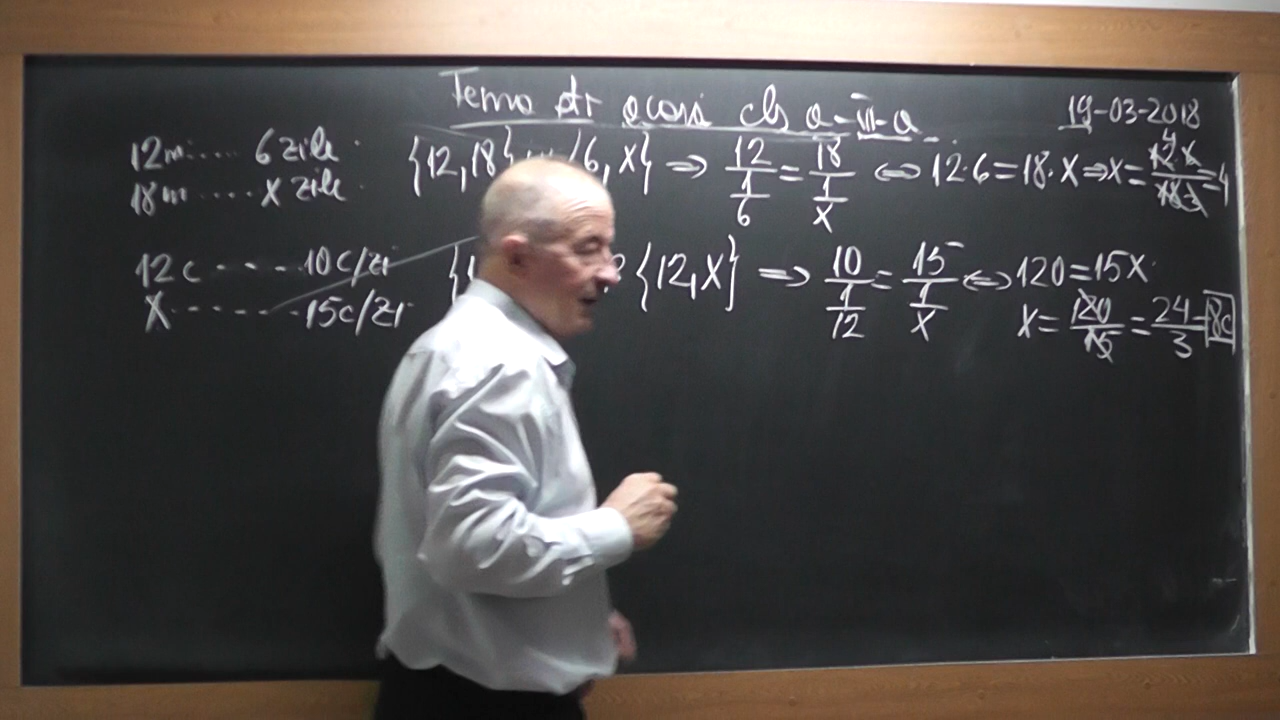 Tema ptr acasă cls a-III-a
19-03-2018
12m..... 6 zile
18m..... x zile
{12,18} {6,x} ⇒ 12/(1/6) = 18/(1/x) ⇔ 12·6=18·x ⇒ x= = 4
12c - - - - .10c/zi
X. - - - - - .15c/zi
{12,X} ⇒ 10/(1/12) = 15/(1/x) ⇔ 120=15x
x= 120/15 = 24/3 = 8c